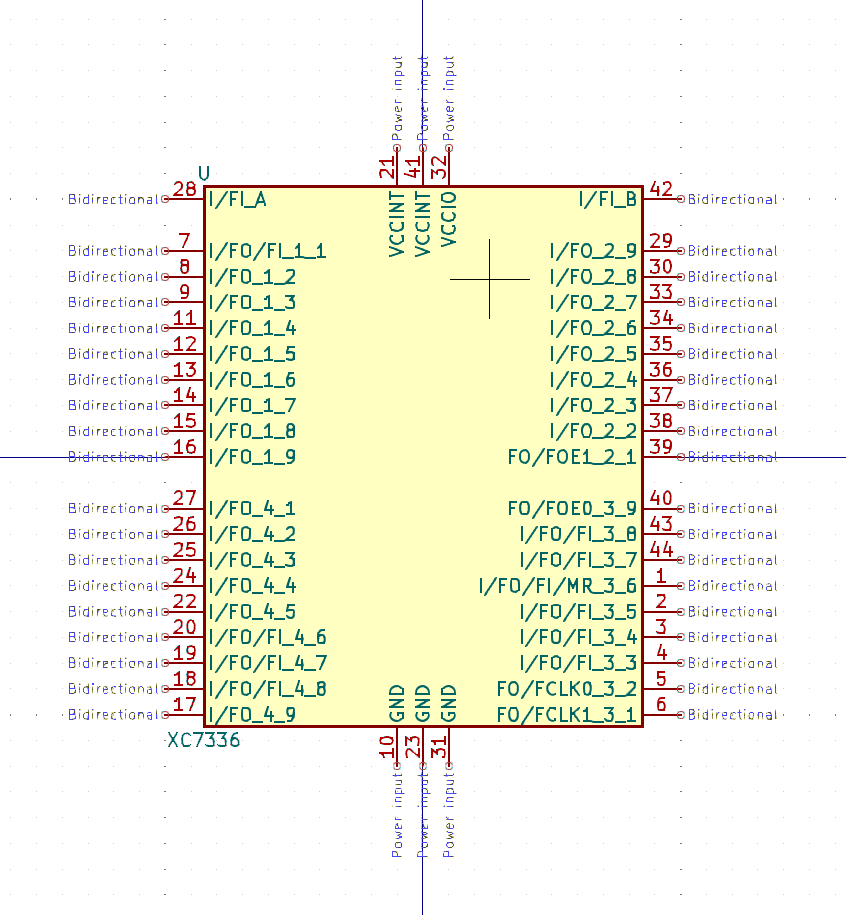 Power input Power input Power input
21 41 32
U
Bidirectional 28 I/FI_A VCCINT VCCINT VCCIO I/FI_B 42 Bidirectional
Bidirectional 7 I/FO/FI_1_1 I/FO_2_9 29 Bidirectional
Bidirectional 8 I/FO_1_2 I/FO_2_8 30 Bidirectional
Bidirectional 9 I/FO_1_3 I/FO_2_7 33 Bidirectional
Bidirectional 11 I/FO_1_4 I/FO_2_6 34 Bidirectional
Bidirectional 12 I/FO_1_5 I/FO_2_5 35 Bidirectional
Bidirectional 13 I/FO_1_6 I/FO_2_4 36 Bidirectional
Bidirectional 14 I/FO_1_7 I/FO_2_3 37 Bidirectional
Bidirectional 15 I/FO_1_8 I/FO_2_2 38 Bidirectional
Bidirectional 16 I/FO_1_9 FO/FOE1_2_1 39 Bidirectional
Bidirectional 27 I/FO_4_1 FO/FOE0_3_9 40 Bidirectional
Bidirectional 26 I/FO_4_2 I/FO/FI_3_8 43 Bidirectional
Bidirectional 25 I/FO_4_3 I/FO/FI_3_7 44 Bidirectional
Bidirectional 24 I/FO_4_4 I/FO/FI/MR_3_6 1 Bidirectional
Bidirectional 22 I/FO_4_5 I/FO/FI_3_5 2 Bidirectional
Bidirectional 20 I/FO/FI_4_6 I/FO/FI_3_4 3 Bidirectional
Bidirectional 19 I/FO/FI_4_7 I/FO/FI_3_3 4 Bidirectional
Bidirectional 18 I/FO/FI_4_8 FO/FCLK0_3_2 5 Bidirectional
Bidirectional 17 I/FO_4_9 GND GND GND FO/FCLK1_3_1 6 Bidirectional
XC7336
10 23 31
Power input Power input Power input